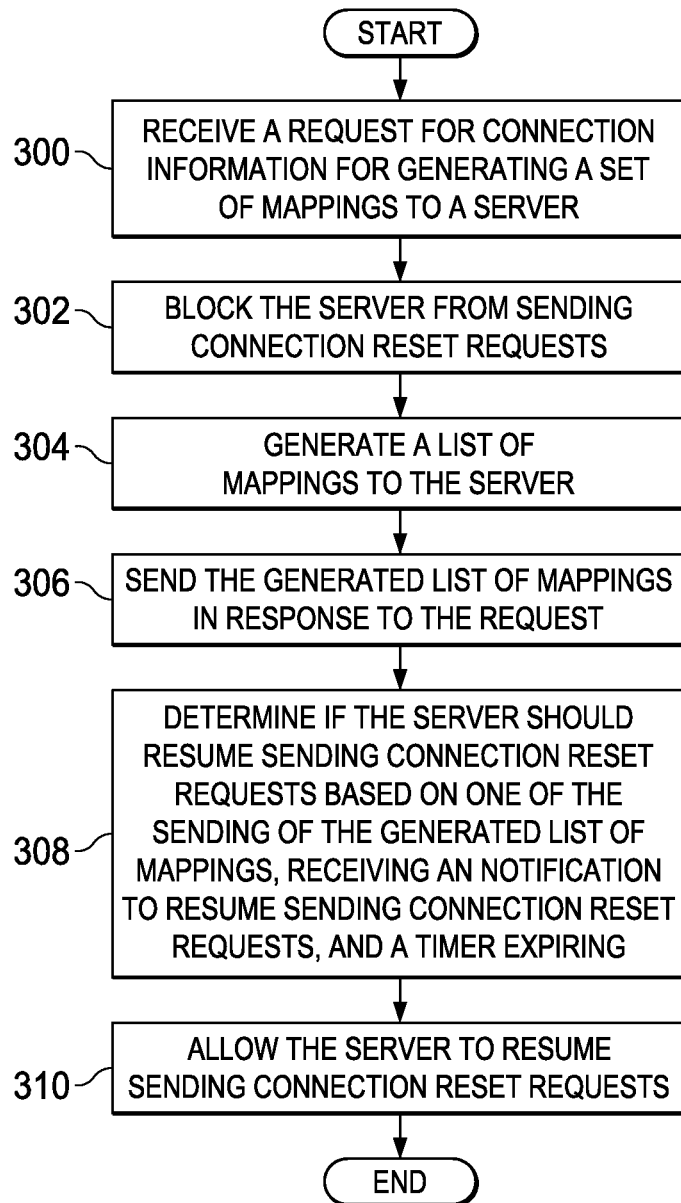 START
300
RECEIVE A REQUEST FOR CONNECTION
INFORMATION FOR GENERATING A SET
OF MAPPINGS TO A SERVER
302
BLOCK THE SERVER FROM SENDING
CONNECTION RESET REQUESTS
304
GENERATE A LIST OF
MAPPINGS TO THE SERVER
306
SEND THE GENERATED LIST OF MAPPINGS
IN RESPONSE TO THE REQUEST
308
DETERMINE IF THE SERVER SHOULD
RESUME SENDING CONNECTION RESET
REQUESTS BASED ON ONE OF THE
SENDING OF THE GENERATED LIST OF
MAPPINGS, RECEIVING AN NOTIFICATION
TO RESUME SENDING CONNECTION RESET
REQUESTS, AND A TIMER EXPIRING
310
ALLOW THE SERVER TO RESUME
SENDING CONNECTION RESET REQUESTS
END